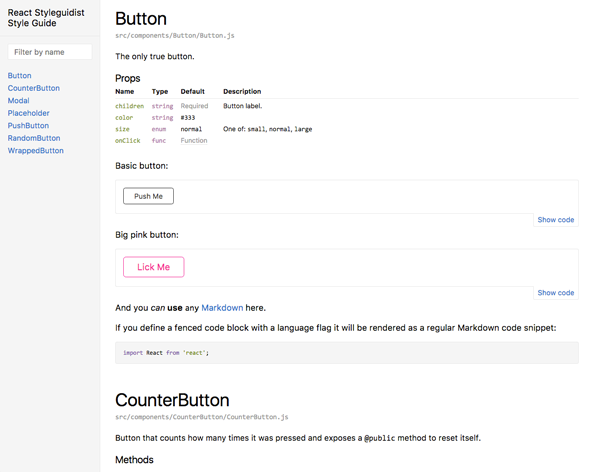 React Styleguidist
Style Guide
Filter by name
Button
CounterButton
Modal
Placeholder
PushButton
RandomButton
WrappedButton
Button
src/components/Button/Button.js
The only true button.
Props
Name Type Default Description
children string Required Button label.
color string #333
size enum normal One of: small, normal, large
onClick func Function
Basic button:
Push Me
Show code
Big pink button:
Lick Me
Show code
And you can use any Markdown here.
If you define a fenced code block with a language flag it will be rendered as a regular Markdown code snippet:
import React from 'react';
CounterButton
src/components/CounterButton/CounterButton.js
Button that counts how many times it was pressed and exposes a @public method to reset itself.
Methods